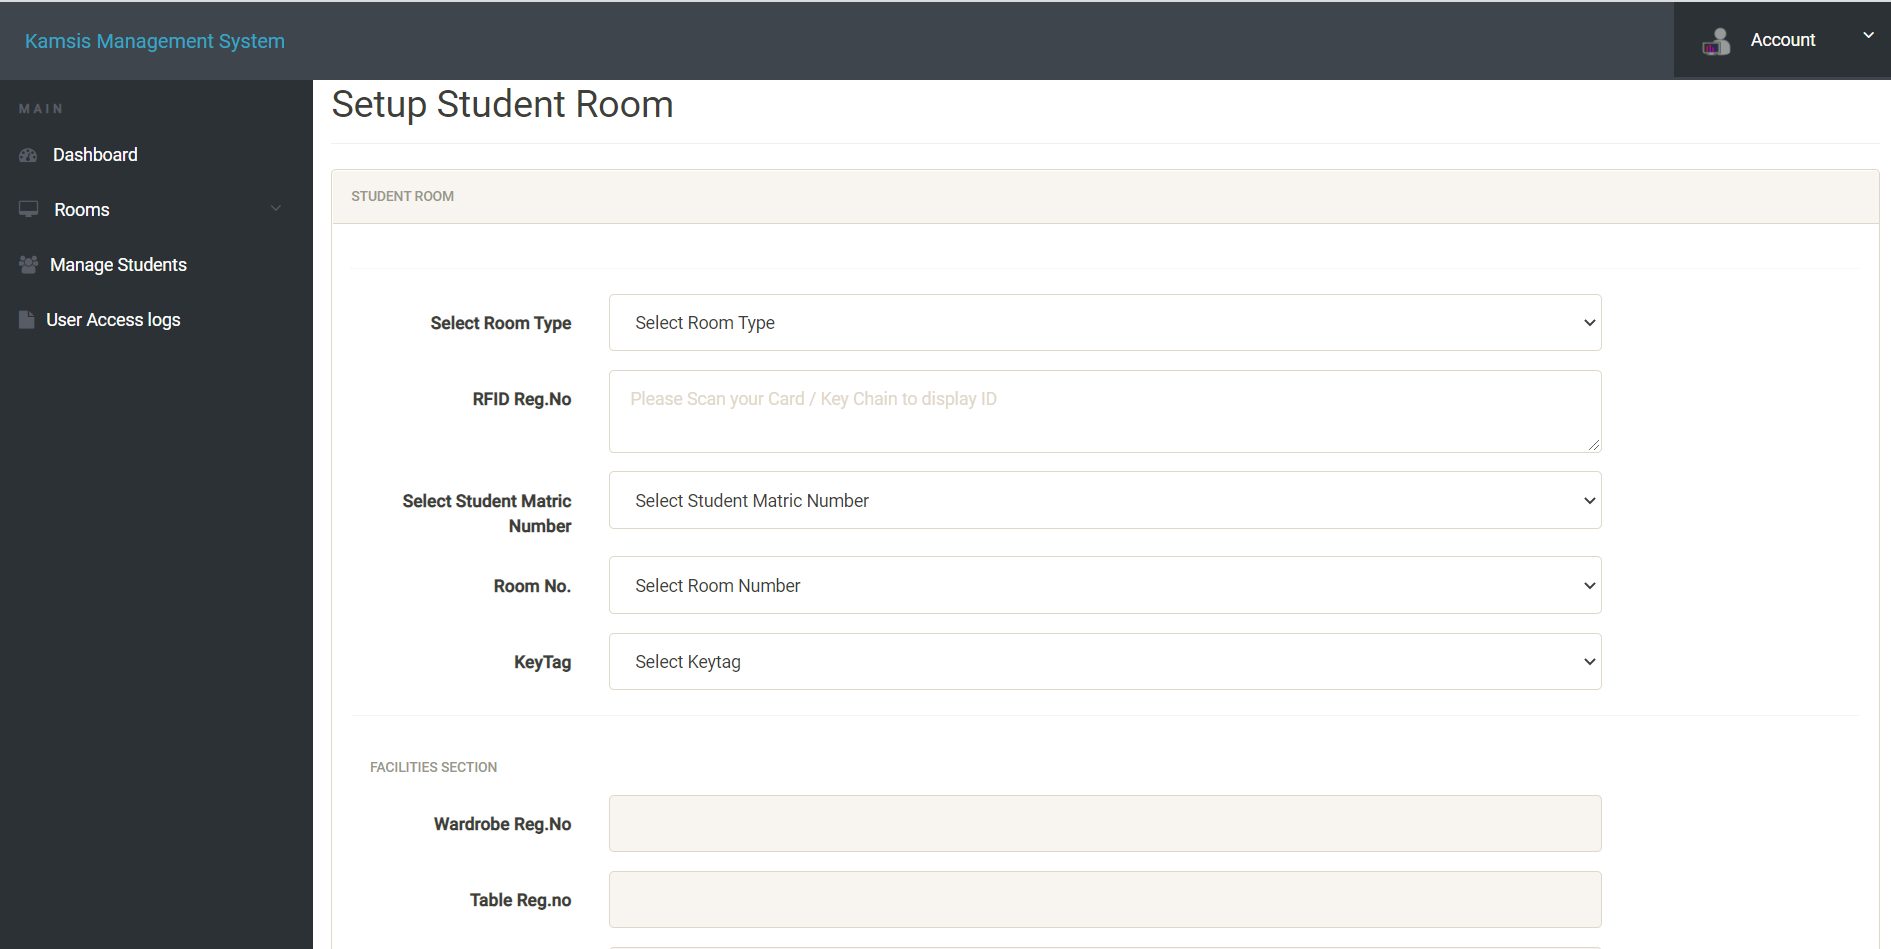 Kamsis Management System
Account
MAIN
Dashboard
Rooms
Manage Students
User Access logs
Setup Student Room
STUDENT ROOM
Select Room Type
Select Room Type
RFID Reg.No
Please Scan your Card / Key Chain to display ID
Select Student Matric
Number
Select Student Matric Number
Room No.
Select Room Number
KeyTag
Select Keytag
FACILITIES SECTION
Wardrobe Reg.No
Table Reg.no